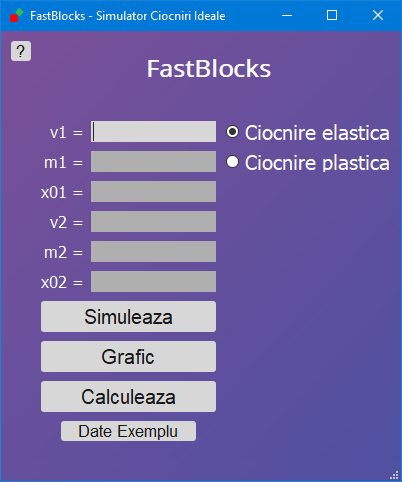 FastBlocks - Simulator Ciocniri Ideale
?
FastBlocks
v1 =
Ciocnire elastica
m1 =
Ciocnire plastica
x01 =
v2 =
m2 =
x02 =
Simuleaza
Grafic
Calculeaza
Date Exemplu